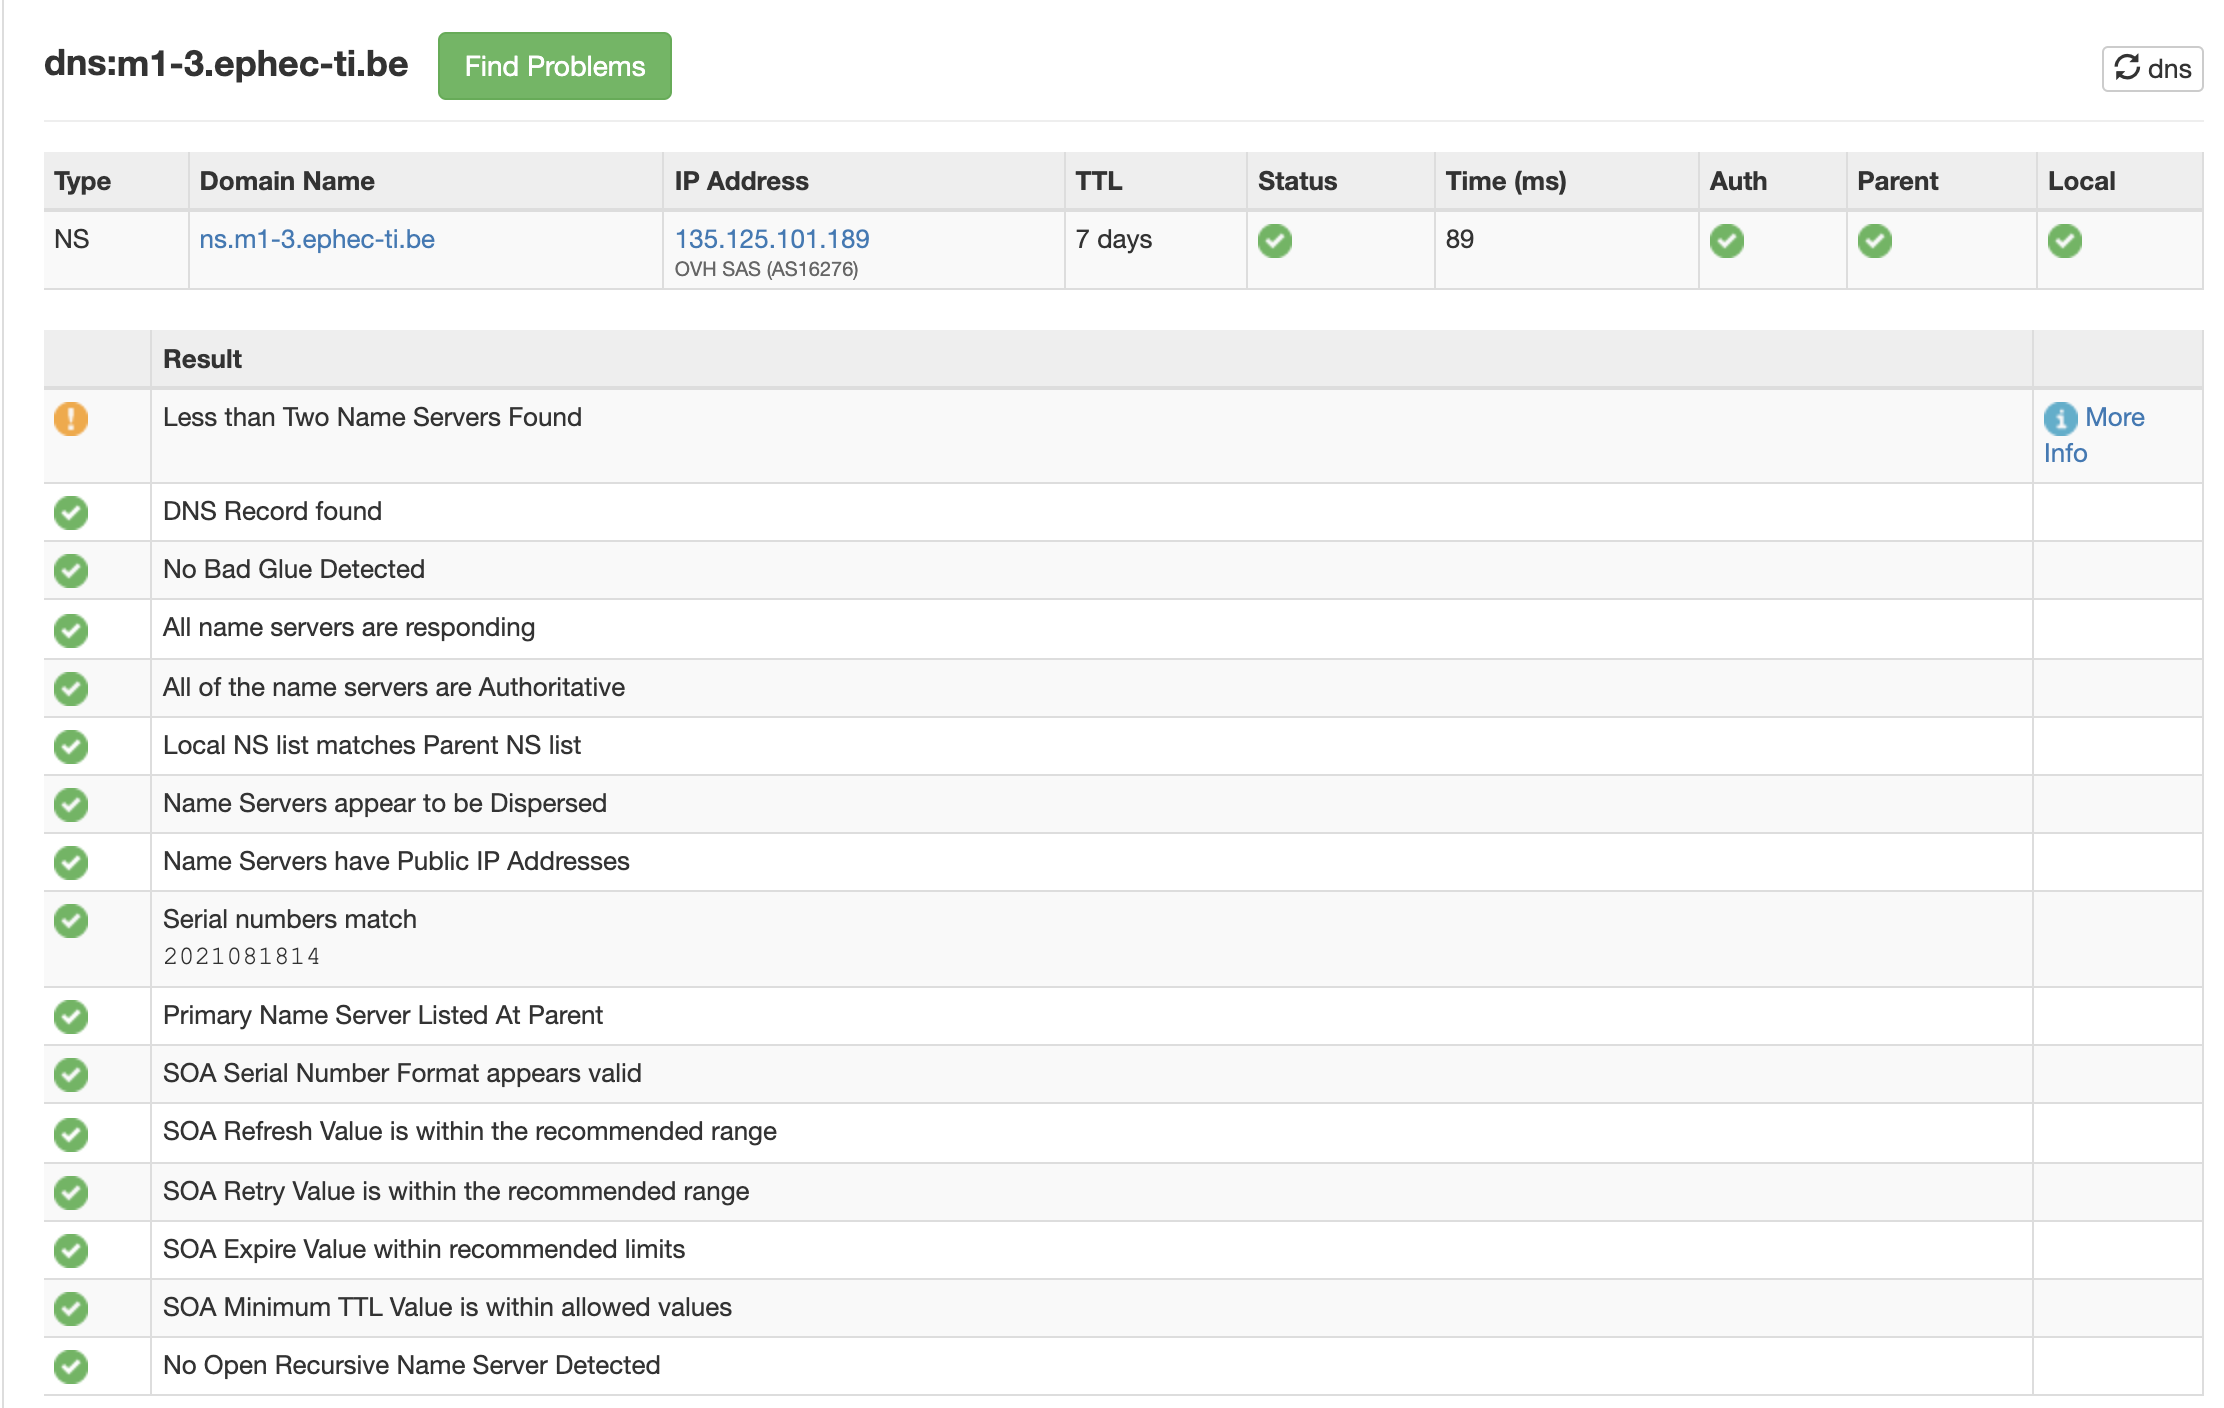 dns:m1-3.ephec-ti.be Find Problems dns
Type Domain Name IP Address TTL Status Time (ms) Auth Parent Local
NS ns.m1-3.ephec-ti.be 135.125.101.189 7 days 89
OVH SAS (AS16276)
Result
Less than Two Name Servers Found More
Info
DNS Record found
No Bad Glue Detected
All name servers are responding
All of the name servers are Authoritative
Local NS list matches Parent NS list
Name Servers appear to be Dispersed
Name Servers have Public IP Addresses
Serial numbers match
2021081814
Primary Name Server Listed At Parent
SOA Serial Number Format appears valid
SOA Refresh Value is within the recommended range
SOA Retry Value is within the recommended range
SOA Expire Value within recommended limits
SOA Minimum TTL Value is within allowed values
No Open Recursive Name Server Detected